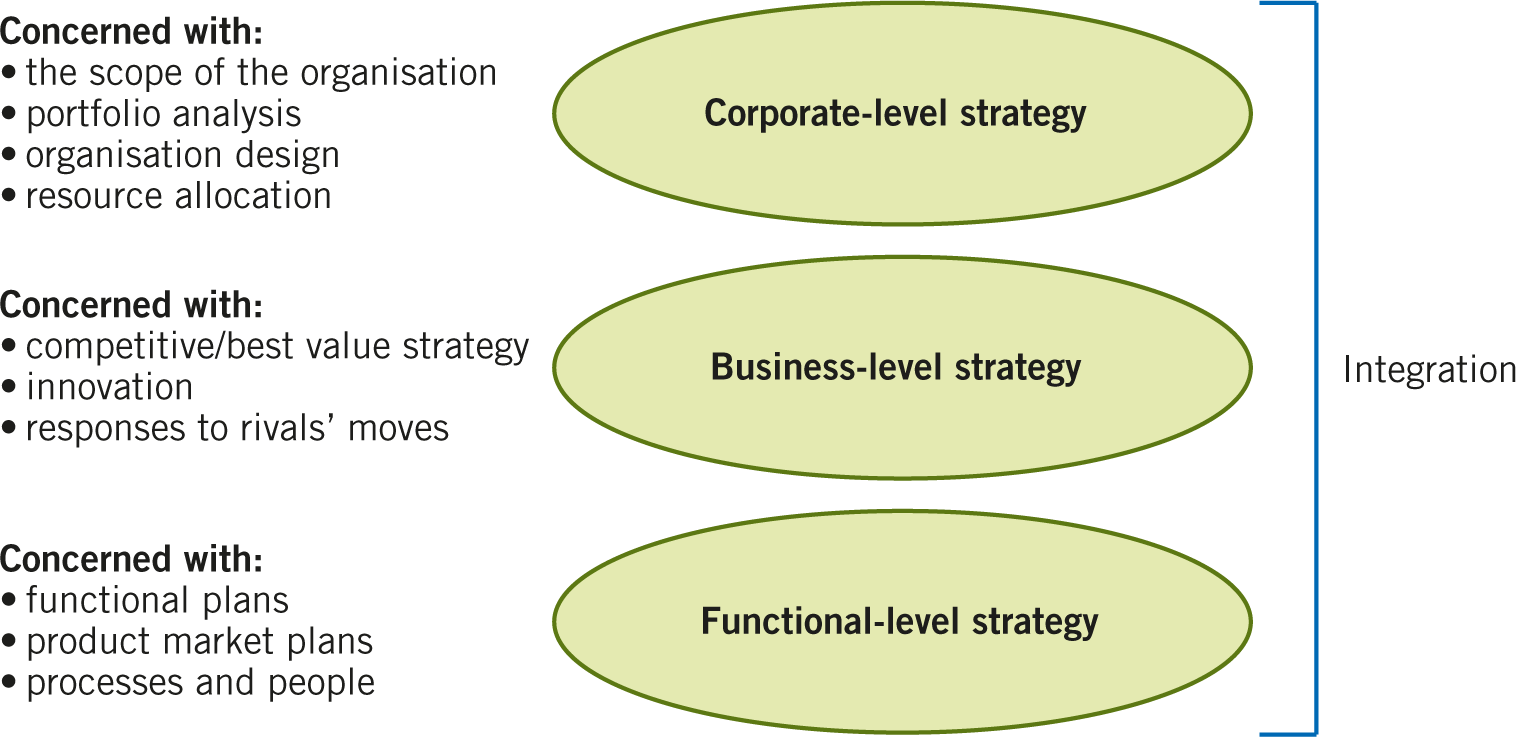 Concerned with:
• the scope of the organisation
• portfolio analysis
• organisation design
• resource allocation
Corporate-level strategy
Concerned with:
• competitive/best value strategy
• innovation
• responses to rivals’ moves
Business-level strategy
Integration
Concerned with:
• functional plans
• product market plans
• processes and people
Functional-level strategy